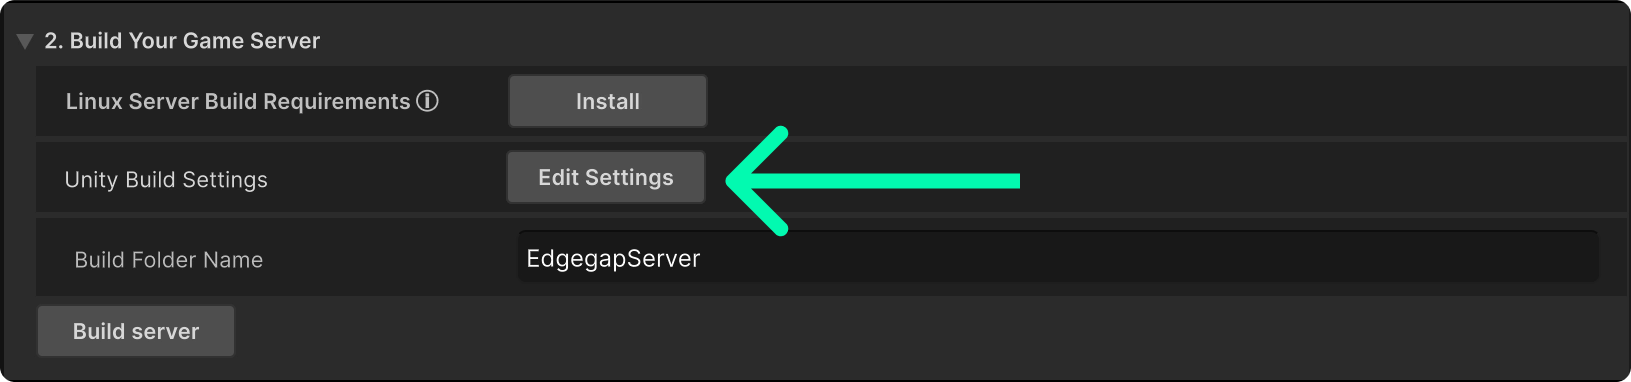 2. Build Your Game Server
Linux Server Build Requirements Install
Unity Build Settings Edit Settings
Build Folder Name EdgegapServer
Build server